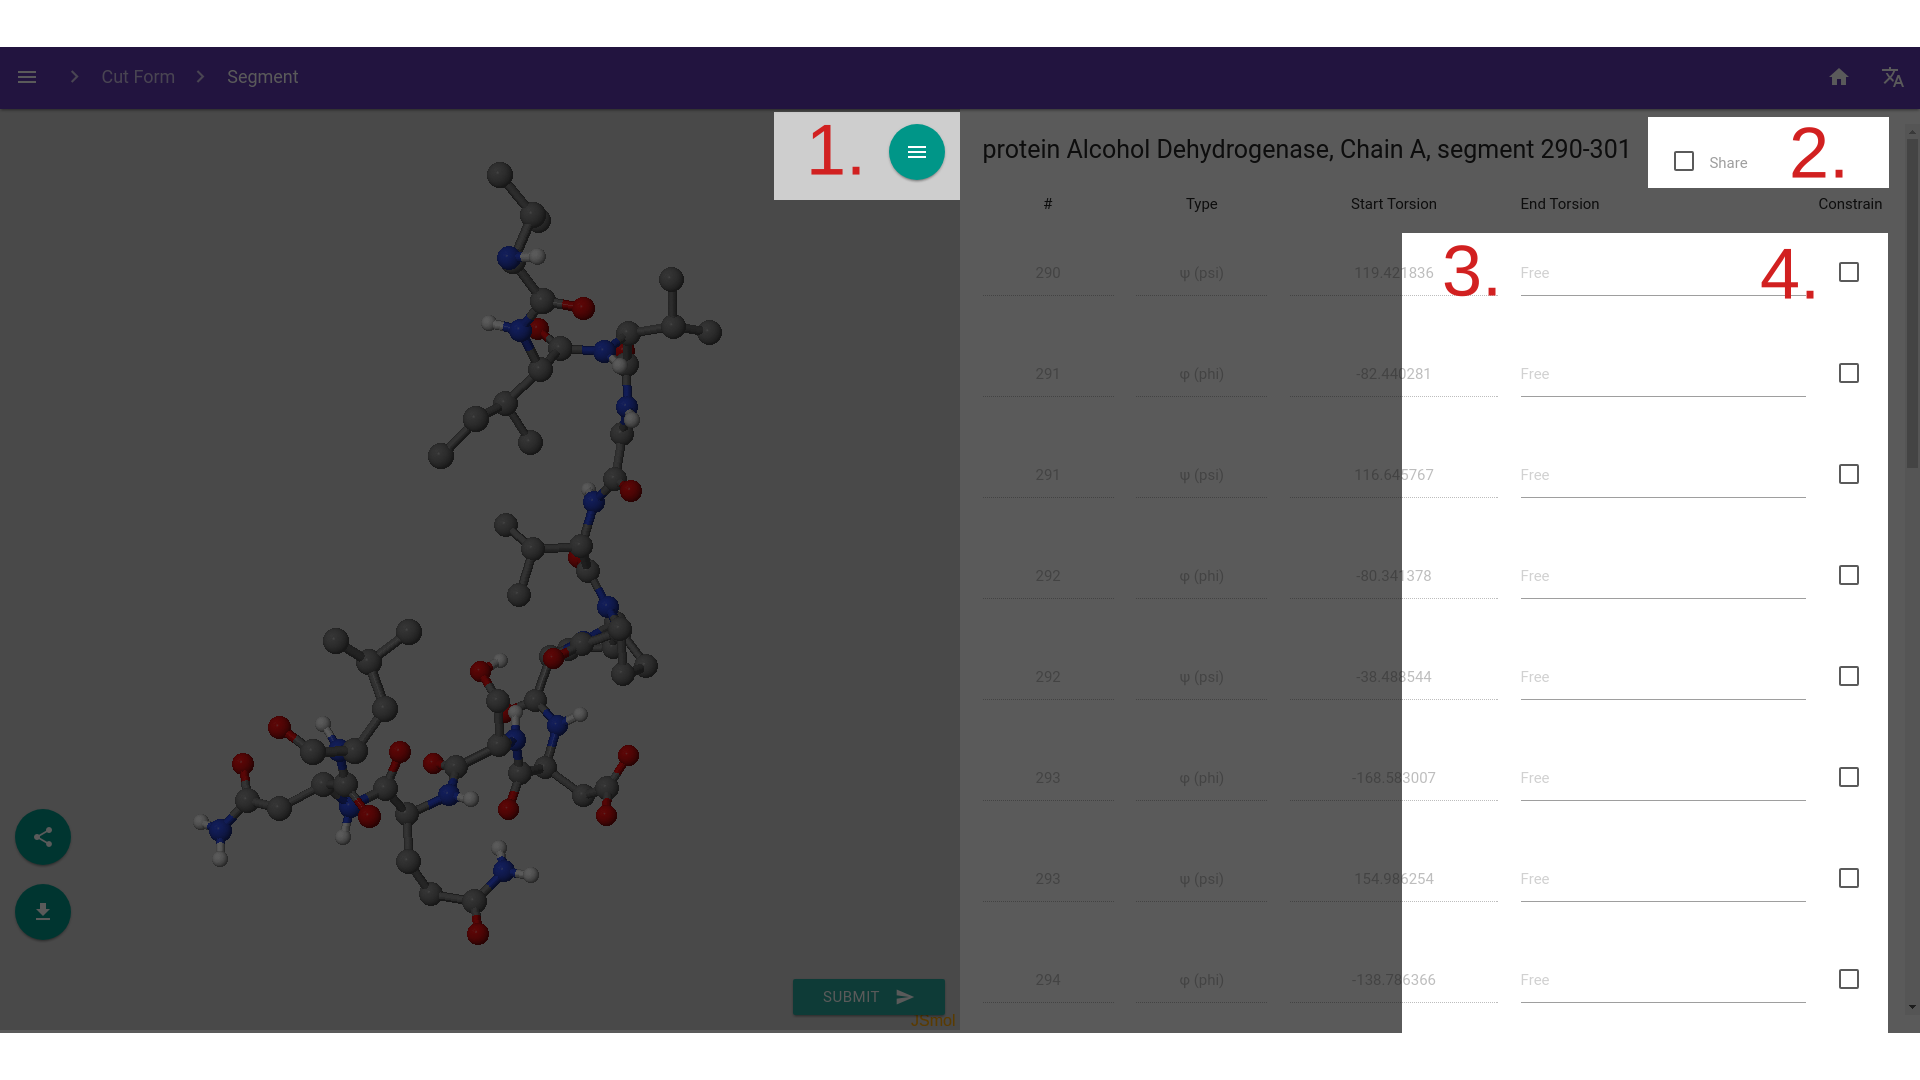 Cut Form Segment
1.
protein Alcohol Dehydrogenase, Chain A, segment 290-301
Share 2.
# Type Start Torsion End Torsion Constrain
290 ψ (psi) 119.421836 3. Free 4.
291 φ (phi) -82.440281 Free
291 ψ (psi) 116.645767 Free
292 φ (phi) -80.341378 Free
292 ψ (psi) -38.488544 Free
293 φ (phi) -168.583007 Free
293 ψ (psi) 154.986254 Free
294 φ (phi) -138.786366 Free
SUBMIT
JSmol